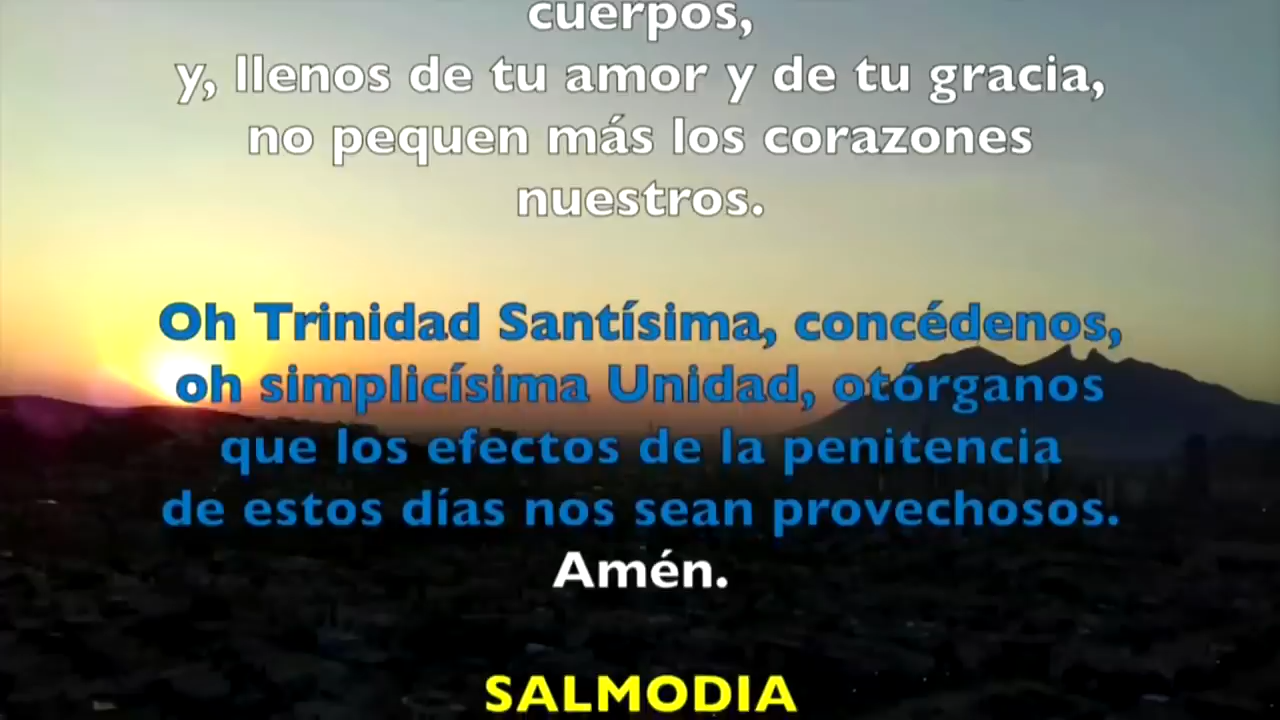 cuerpos,
y, llenos de tu amor y de tu gracia,
no pequen más los corazones
nuestros.
Oh Trinidad Santísima, concédenos,
oh simplicísima Unidad, otórganos
que los efectos de la penitencia
de estos días nos sean provechosos.
Amén.
SALMODIA